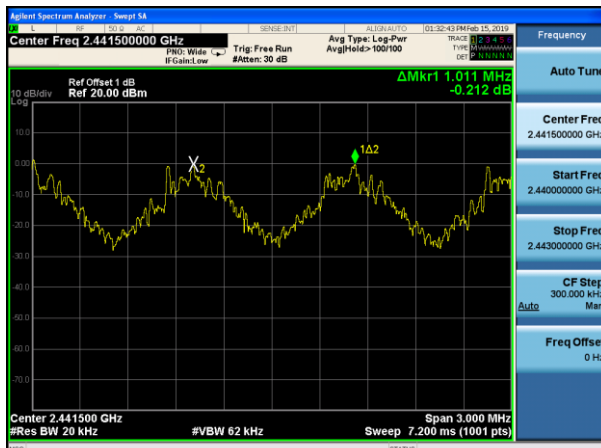 Agilent Spectrum Analyzer - Swept SA
L RF 50 Ω AC SENSE:INT ALIGNAUTO 01:32:43 PM Feb 15, 2019
Center Freq 2.441500000 GHz
PNO: Wide
IFGain:Low
Trig: Free Run
#Atten: 30 dB
Avg Type: Log-Pwr
Avg|Hold:>100/100
TRACE 1 2 3 4 5 6
TYPE M W W W W W
DET P N N N N N
Ref Offset 1 dB
10 dB/div Ref 20.00 dBm
Log
ΔMkr1 1.011 MHz
-0.212 dB
10.0
0.00
X2
1Δ2
-10.0
-20.0
-30.0
-40.0
-50.0
-60.0
-70.0
Center 2.441500 GHz
#Res BW 20 kHz
#VBW 62 kHz
Span 3.000 MHz
Sweep 7.200 ms (1001 pts)
Frequency
Auto Tune
Center Freq
2.441500000 GHz
Start Freq
2.440000000 GHz
Stop Freq
2.443000000 GHz
CF Step
300.000 kHz
Auto Man
Freq Offset
0 Hz